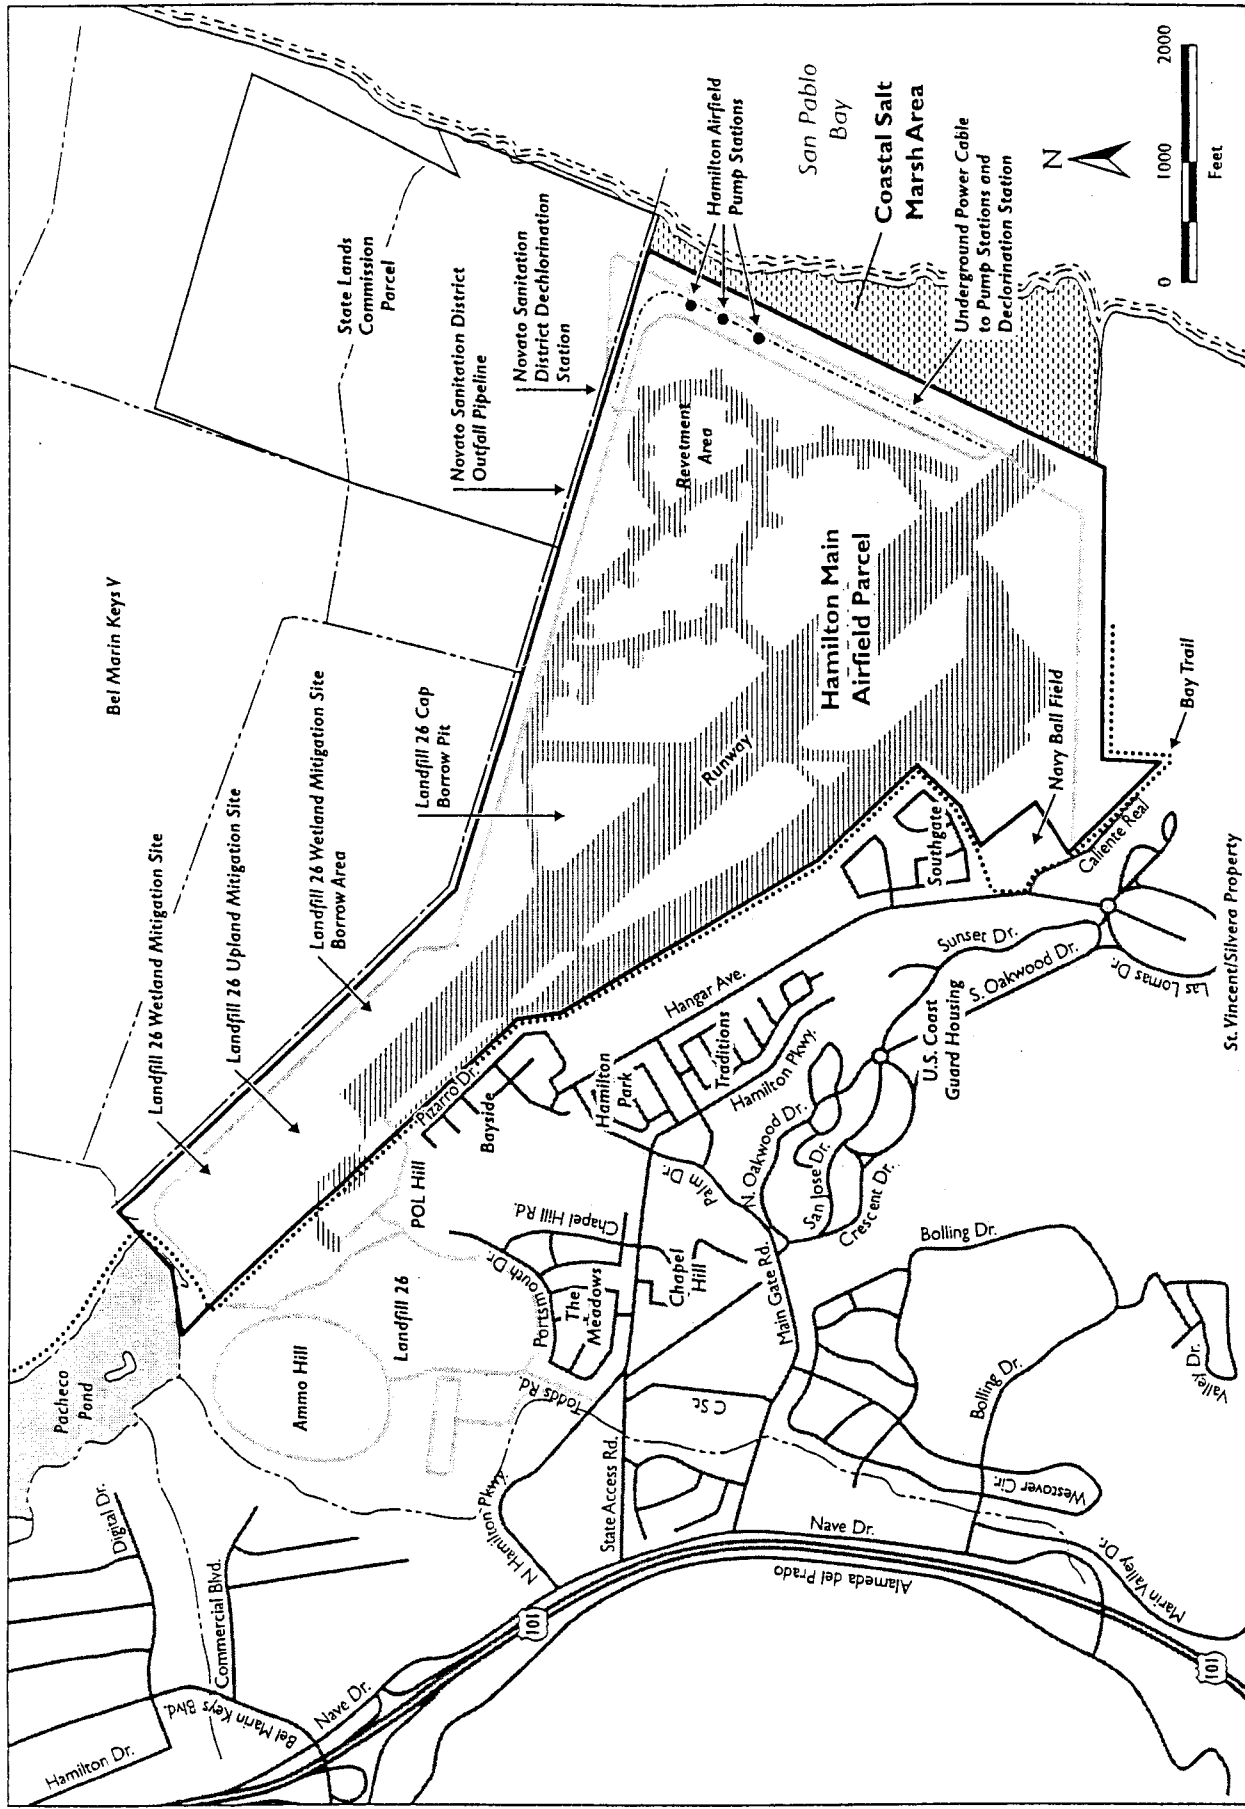 Bel Marin Keys V
State Lands
Commission
Parcel
Landfill 26 Wetland Mitigation Site
Landfill 26 Upland Mitigation Site
Landfill 26 Wetland Mitigation Site
Borrow Area
Landfill 26 Cap
Borrow Pit
Novato Sanitation District
Outfall Pipeline
Novato Sanitation
District Dechlorination
Station
Hamilton Airfield
Pump Stations
San Pablo
Bay
Coastal Salt
Marsh Area
Underground Power Cable
to Pump Stations and
Declorination Station
Revetment
Area
Hamilton Main
Airfield Parcel
Runway
Navy Ball Field
Bay Trail
Pacheco
Pond
Ammo Hill
Landfill 26
POL Hill
Pizarro Dr.
Bayside
Hamilton
Park
Traditions
Hangar Ave.
Hamilton Pkwy.
Southgate
Caliente Real
Sunset Dr.
S. Oakwood Dr.
Las Lomas Dr.
U.S. Coast
Guard Housing
St. Vincent/Silvera Property
Palm Dr.
N. Oakwood Dr.
San Jose Dr.
Crescent Dr.
Chapel Hill Rd.
Portsmouth Dr.
The
Meadows
Chapel
Hill
Main Gate Rd.
Bolling Dr.
Bolling Dr.
Valley Dr.
Todds Rd.
C St.
State Access Rd.
N Hamilton Pkwy.
Westover Cir.
Marin Valley Dr.
Nave Dr.
Alameda del Prado
101
101
Digital Dr.
Commercial Blvd.
Bel Marin Keys Blvd.
Nave Dr.
Hamilton Dr.
N
0
1000
2000
Feet